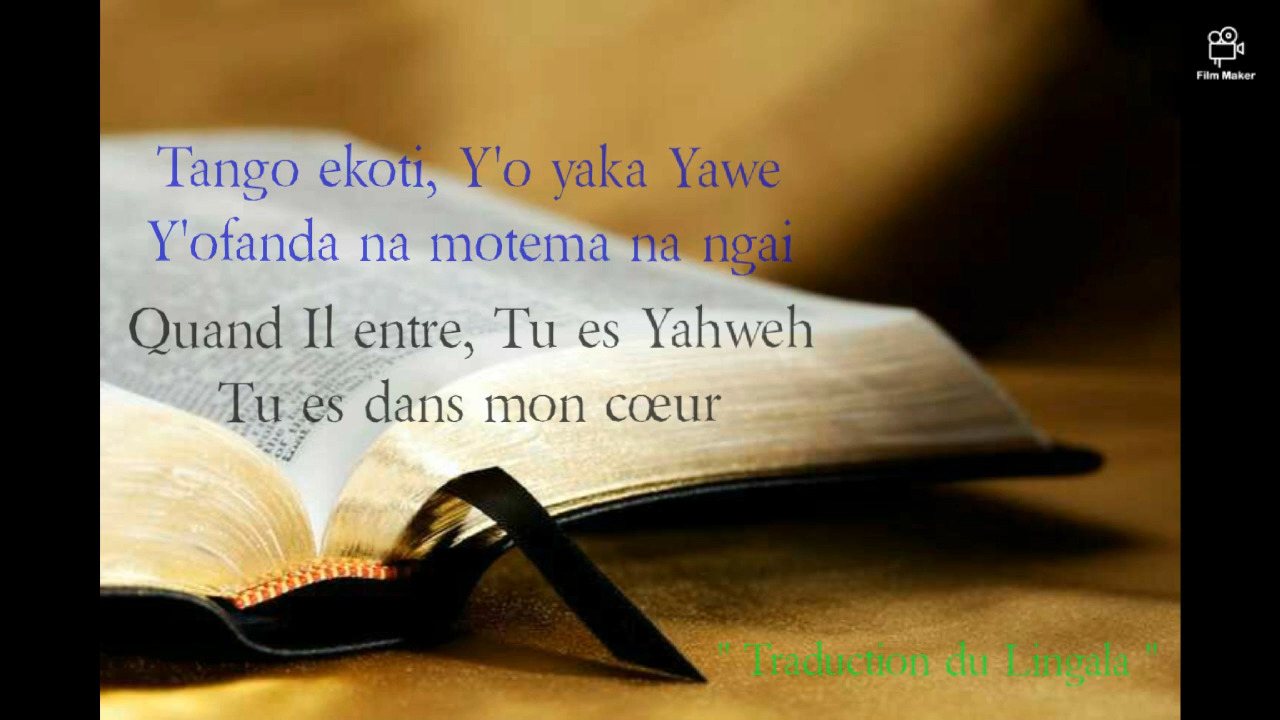 Film Maker
Tango ekoti, Y'o yaka Yawe
Y'ofanda na motema na ngai
Quand Il entre, Tu es Yahweh
Tu es dans mon cœur
" Traduction du Lingala "